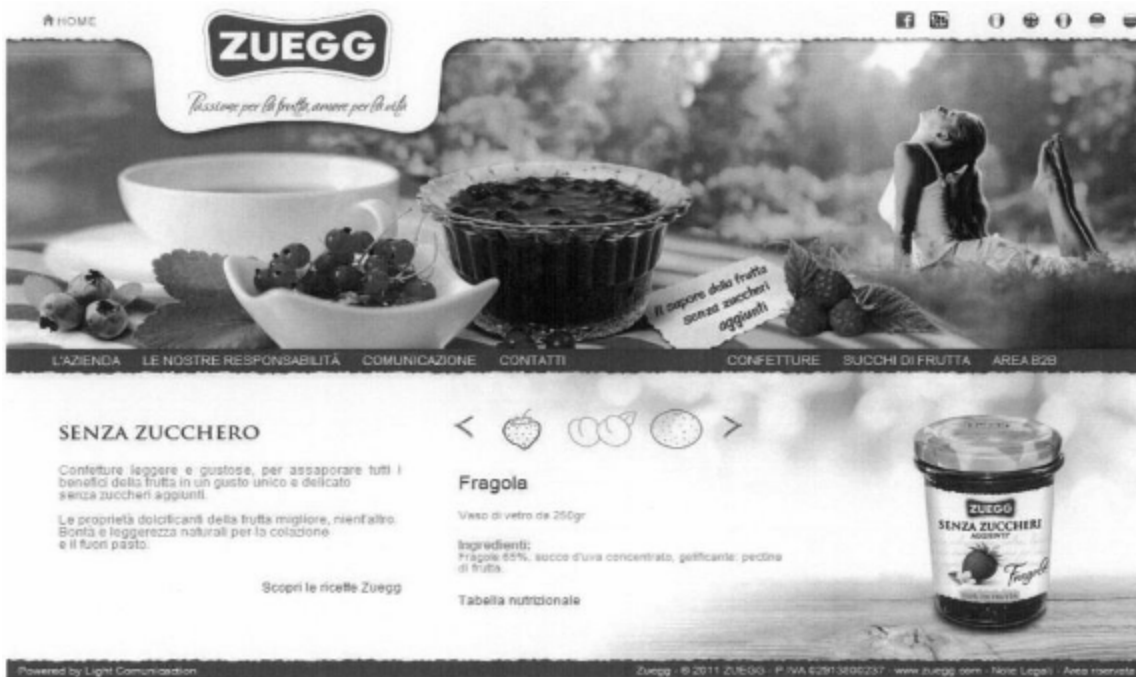 HOME
ZUEGG
Passione per la frutta, amore per la vita
Il sapore della frutta
senza zuccheri
aggiunti
L'AZIENDA LE NOSTRE RESPONSABILITÀ COMUNICAZIONE CONTATTI CONFETTURE SUCCHI DI FRUTTA AREA B2B
SENZA ZUCCHERO
Confetture leggere e gustose, per assaporare tutti i
benefici della frutta in un gusto unico e delicato
senza zuccheri aggiunti.
Le proprietà dolcificanti della frutta migliore, nient'altro.
Bontà e leggerezza naturali per la colazione
e il fuori pasto.
Scopri le ricette Zuegg
Fragola
Vaso di vetro da 250gr
Ingredienti:
Fragole 65%, succo d'uva concentrato, gelificante: pectina
di frutta.
Tabella nutrizionale
ZUEGG
SENZA ZUCCHERI
AGGIUNTI
Fragole
Powered by Light Comunicacion
Zuegg - © 2011 ZUEGG - P.IVA 02913800237 - www.zuegg.com - Note Legali - Area riservata